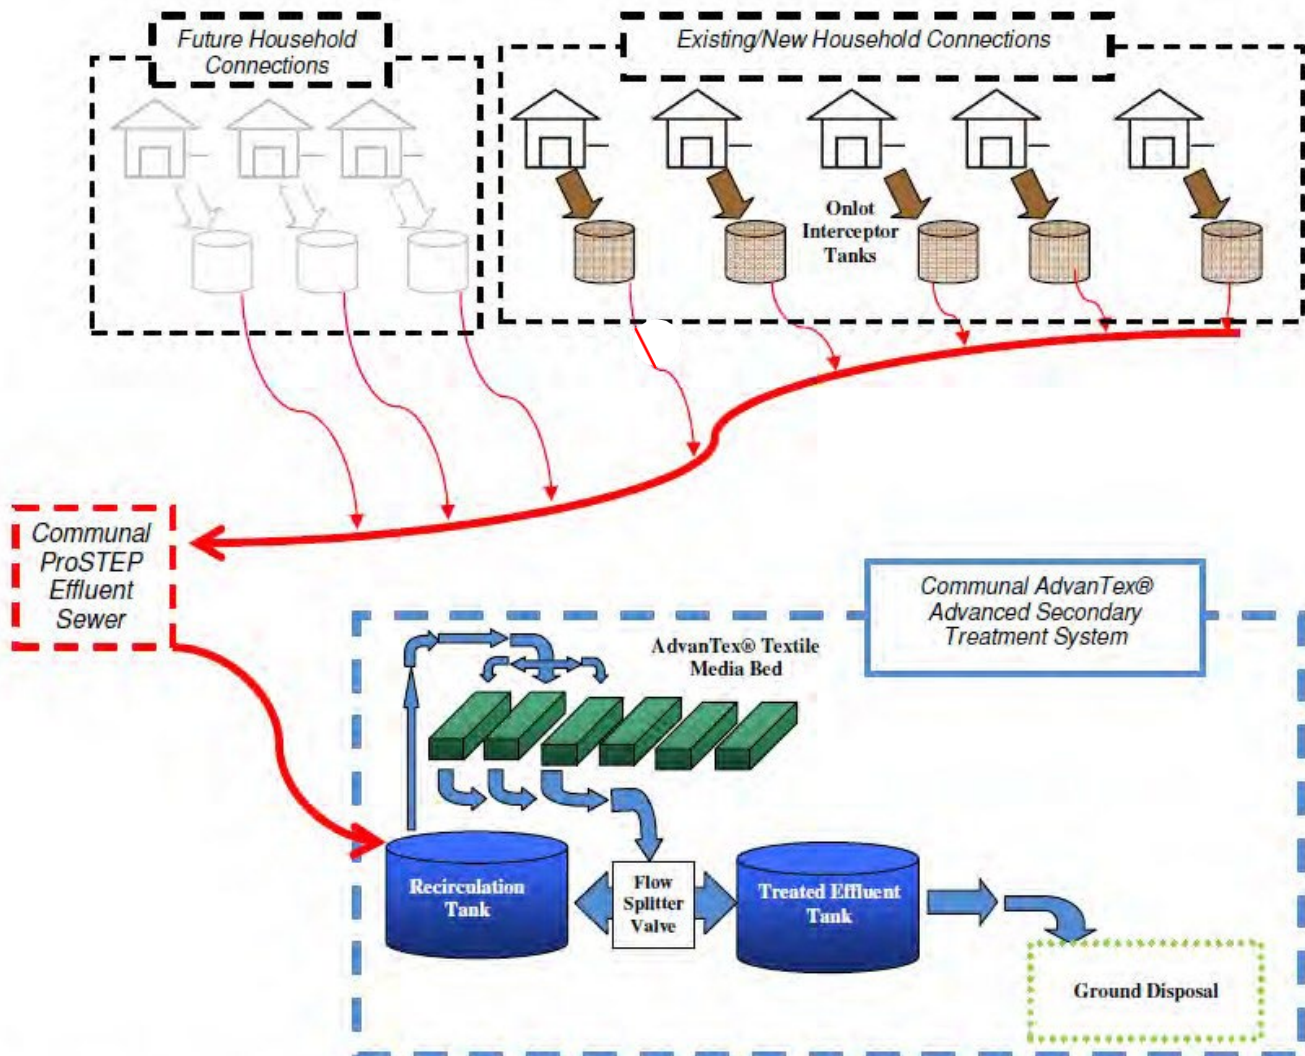 Future Household
Connections
Existing/New Household Connections
Onlot
Interceptor
Tanks
Communal
ProSTEP
Effluent
Sewer
Communal AdvanTex®
Advanced Secondary
Treatment System
AdvanTex® Textile
Media Bed
Recirculation
Tank
Flow
Splitter
Valve
Treated Effluent
Tank
Ground Disposal